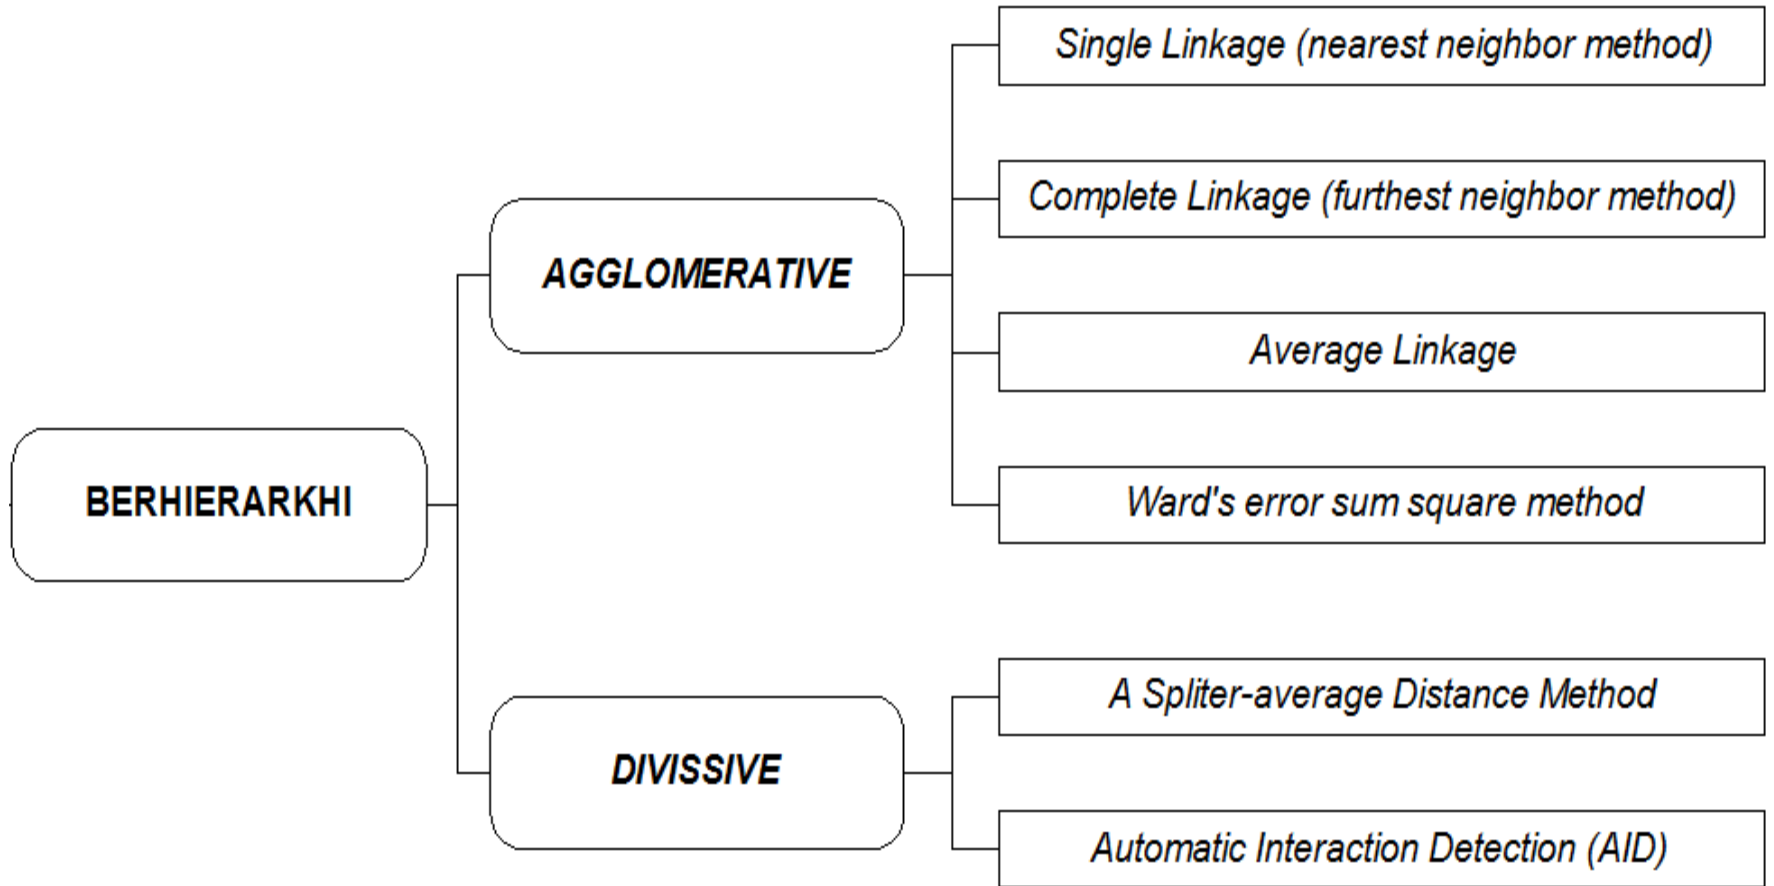 BERHIERARKHI
AGGLOMERATIVE
Single Linkage (nearest neighbor method)
Complete Linkage (furthest neighbor method)
Average Linkage
Ward's error sum square method
DIVISSIVE
A Spliter-average Distance Method
Automatic Interaction Detection (AID)